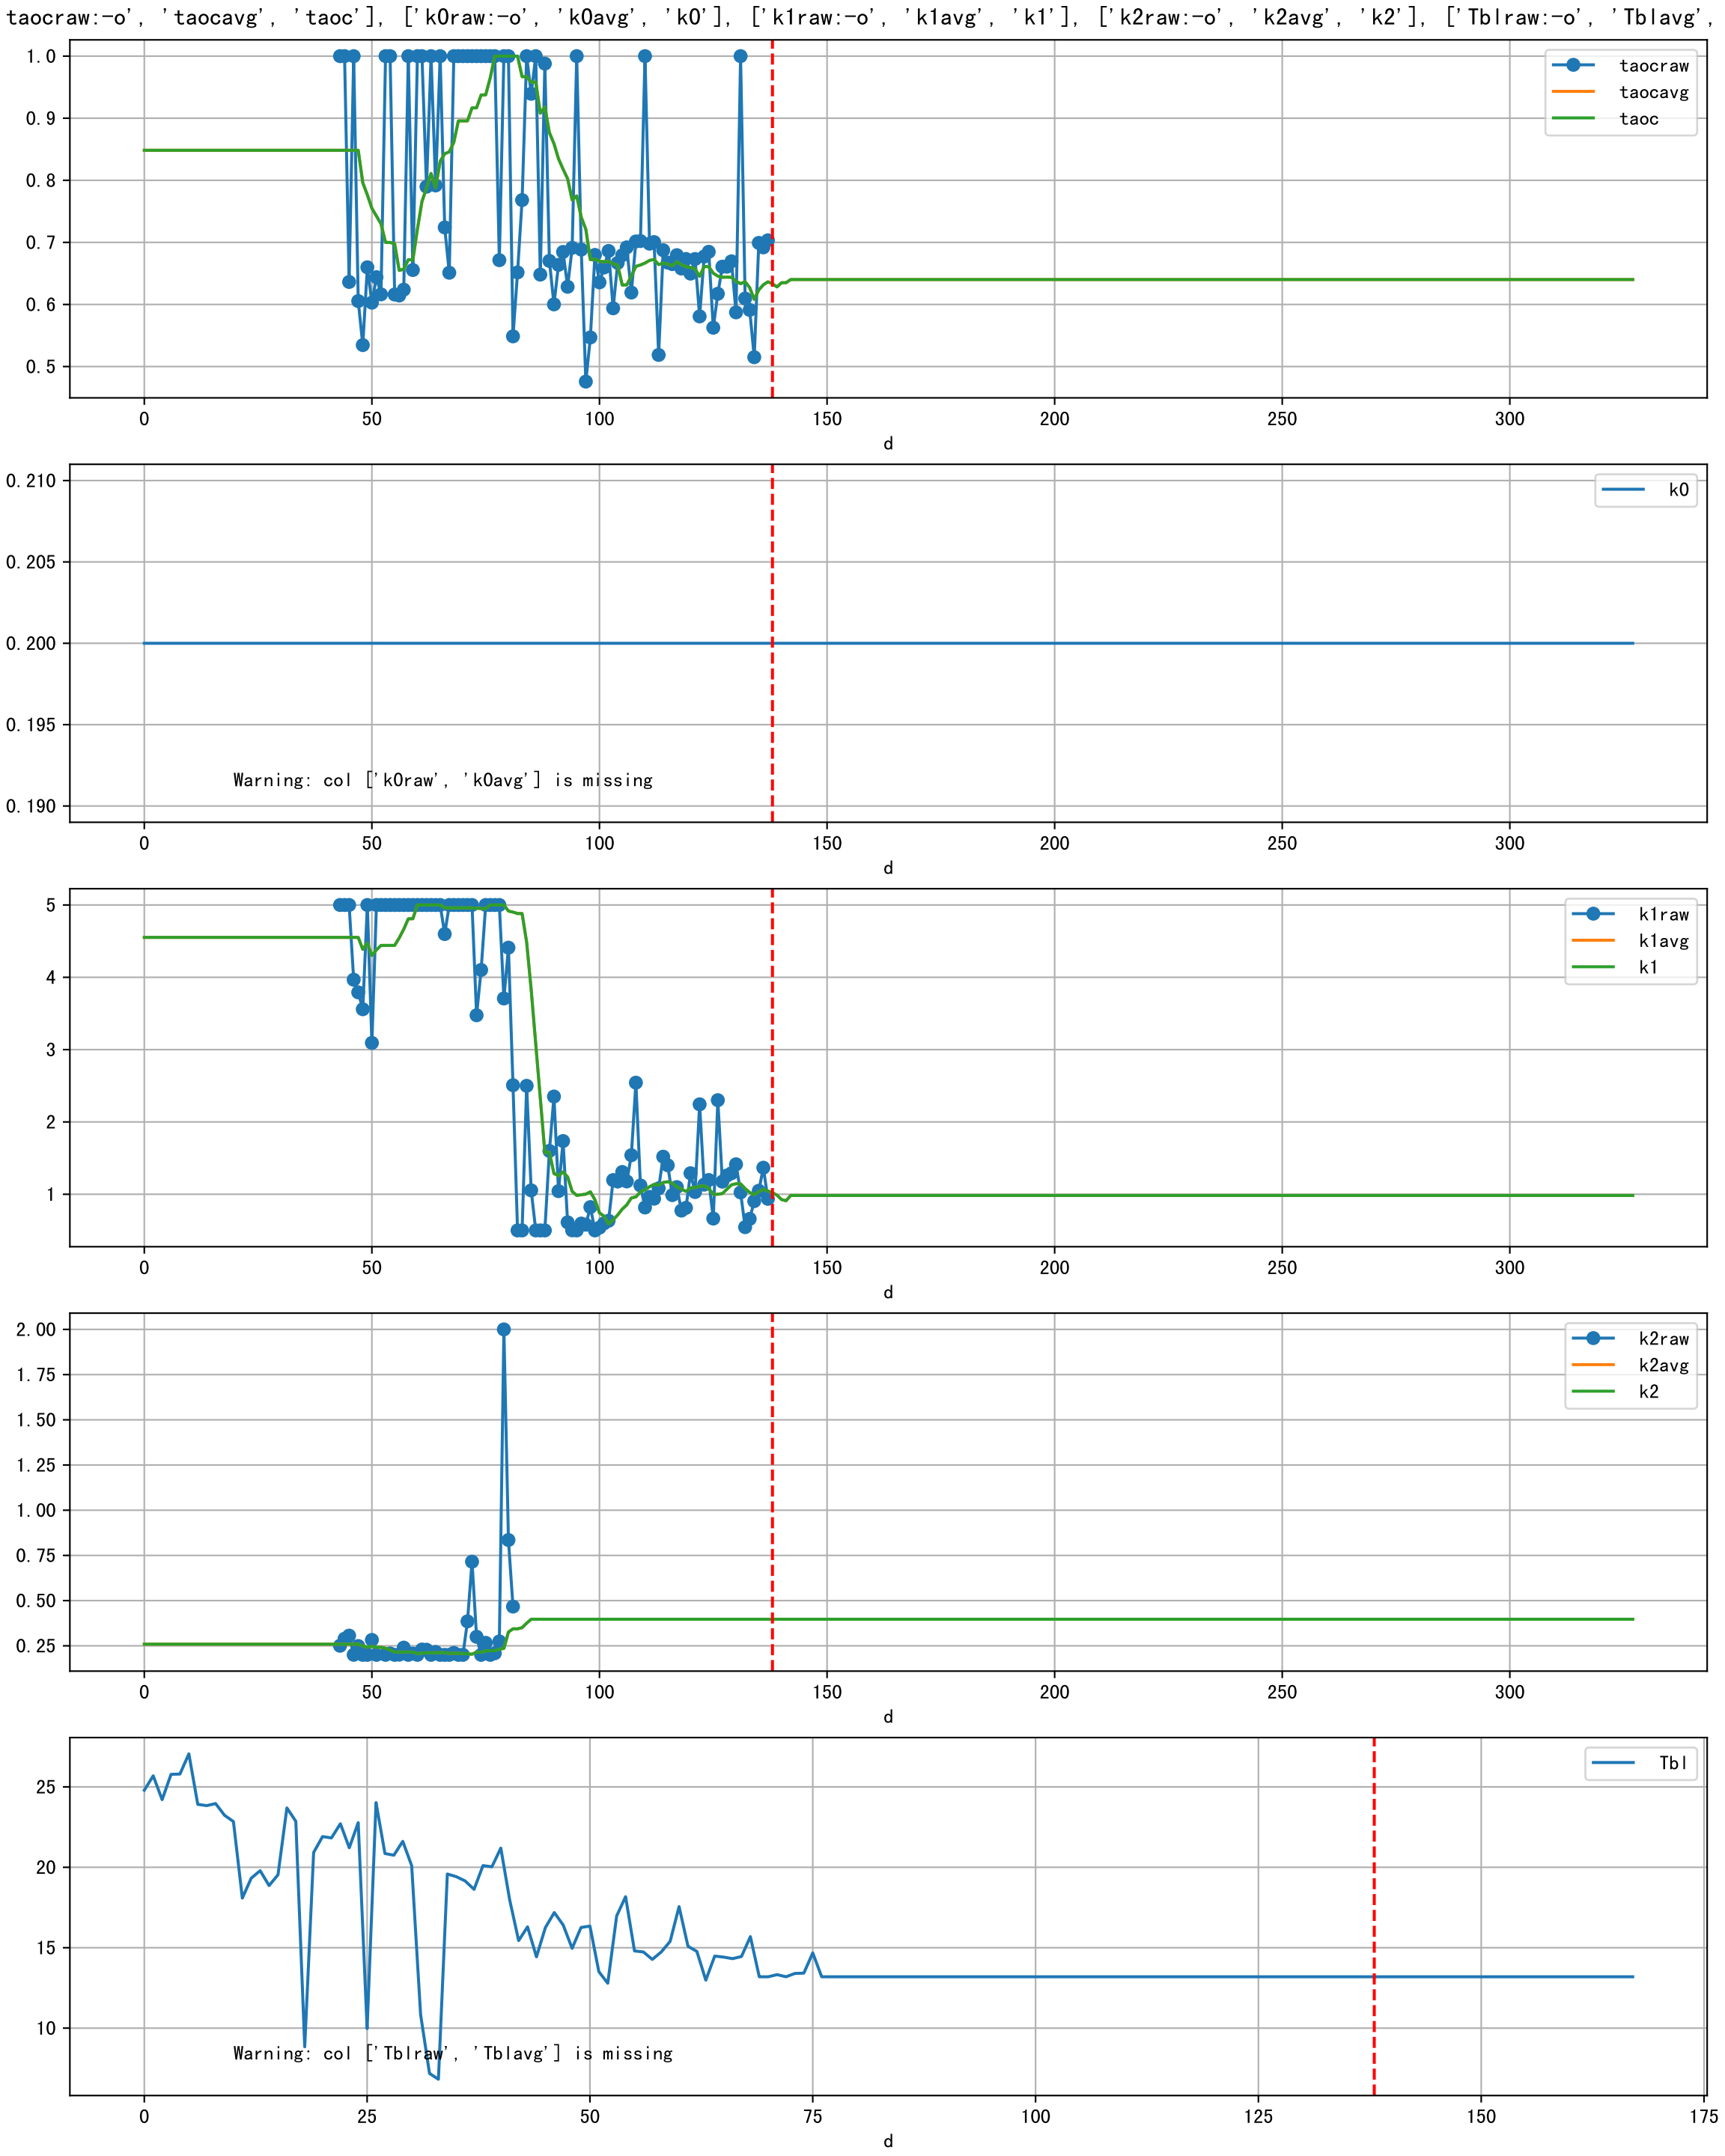 taocraw:-o', 'taocavg', 'taoc'], ['k0raw:-o', 'k0avg', 'k0'], ['k1raw:-o', 'k1avg', 'k1'], ['k2raw:-o', 'k2avg', 'k2'], ['Tblraw:-o', 'Tblavg',
1.0
0.9
0.8
0.7
0.6
0.5
taocraw
taocavg
taoc
0 50 100 150 200 250 300
d
0.210
0.205
0.200
0.195
0.190
k0
Warning: col ['k0raw', 'k0avg'] is missing
0 50 100 150 200 250 300
d
5
4
3
2
1
k1raw
k1avg
k1
0 50 100 150 200 250 300
d
2.00
1.75
1.50
1.25
1.00
0.75
0.50
0.25
k2raw
k2avg
k2
0 50 100 150 200 250 300
d
25
20
15
10
Tbl
Warning: col ['Tblraw', 'Tblavg'] is missing
0 25 50 75 100 125 150 175
d